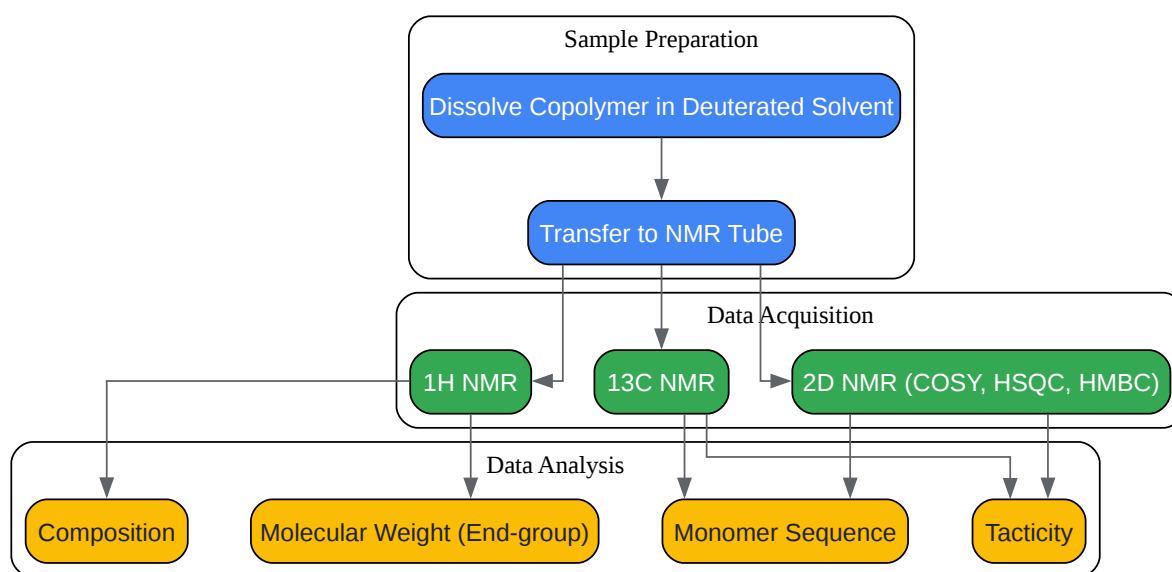 Sample Preparation
Dissolve Copolymer in Deuterated Solvent
Transfer to NMR Tube
Data Acquisition
1H NMR
13C NMR
2D NMR (COSY, HSQC, HMBC)
Data Analysis
Composition
Molecular Weight (End-group)
Monomer Sequence
Tacticity